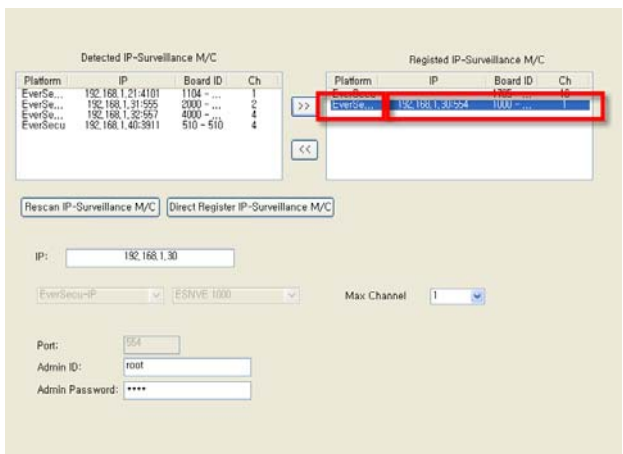 Detected IP-Surveillance M/C
Registed IP-Surveillance M/C
Platform IP Board ID Ch
EverSe... 192,168,1,21:4101 1104 - ... 1
EverSe... 192,168,1,31:555 2000 - ... 2
EverSe... 192,168,1,32:557 4000 - ... 4
EverSecu 192,168,1,40:3911 510 - 510 4
>>
<<
Platform IP Board ID Ch
EverSe... 192,168,1,30:554 1000 - ... 1
Rescan IP-Surveillance M/C
Direct Register IP-Surveillance M/C
IP: 192,168,1,30
EverSecu-IP ESNVE 1000 Max Channel 1
Port: 554
Admin ID: root
Admin Password: ••••